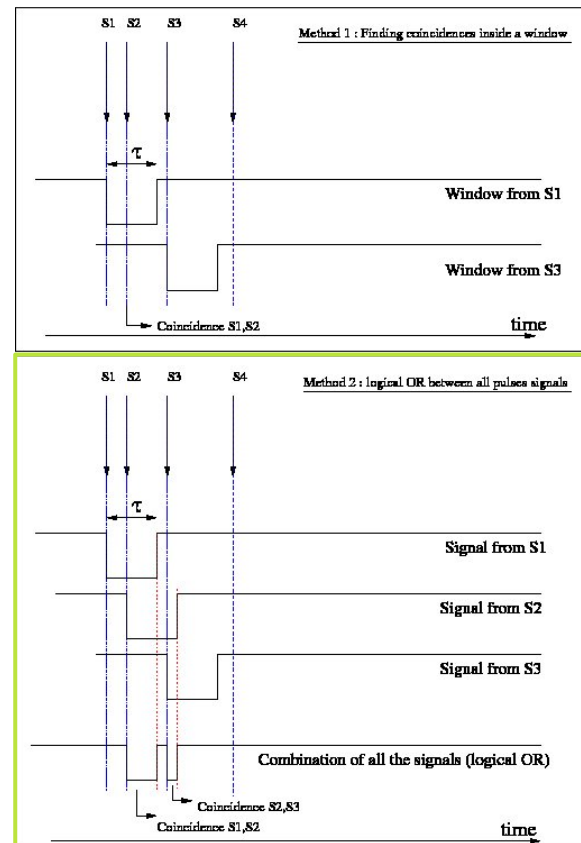 S1 S2 S3 S4
Method 1 : Finding coincidences inside a window
τ
Window from S1
Window from S3
Coincidence S1,S2
time
S1 S2 S3 S4
Method 2 : logical OR between all pulses signals
τ
Signal from S1
Signal from S2
Signal from S3
Combination of all the signals (logical OR)
Coincidence S2,S3
Coincidence S1,S2
time